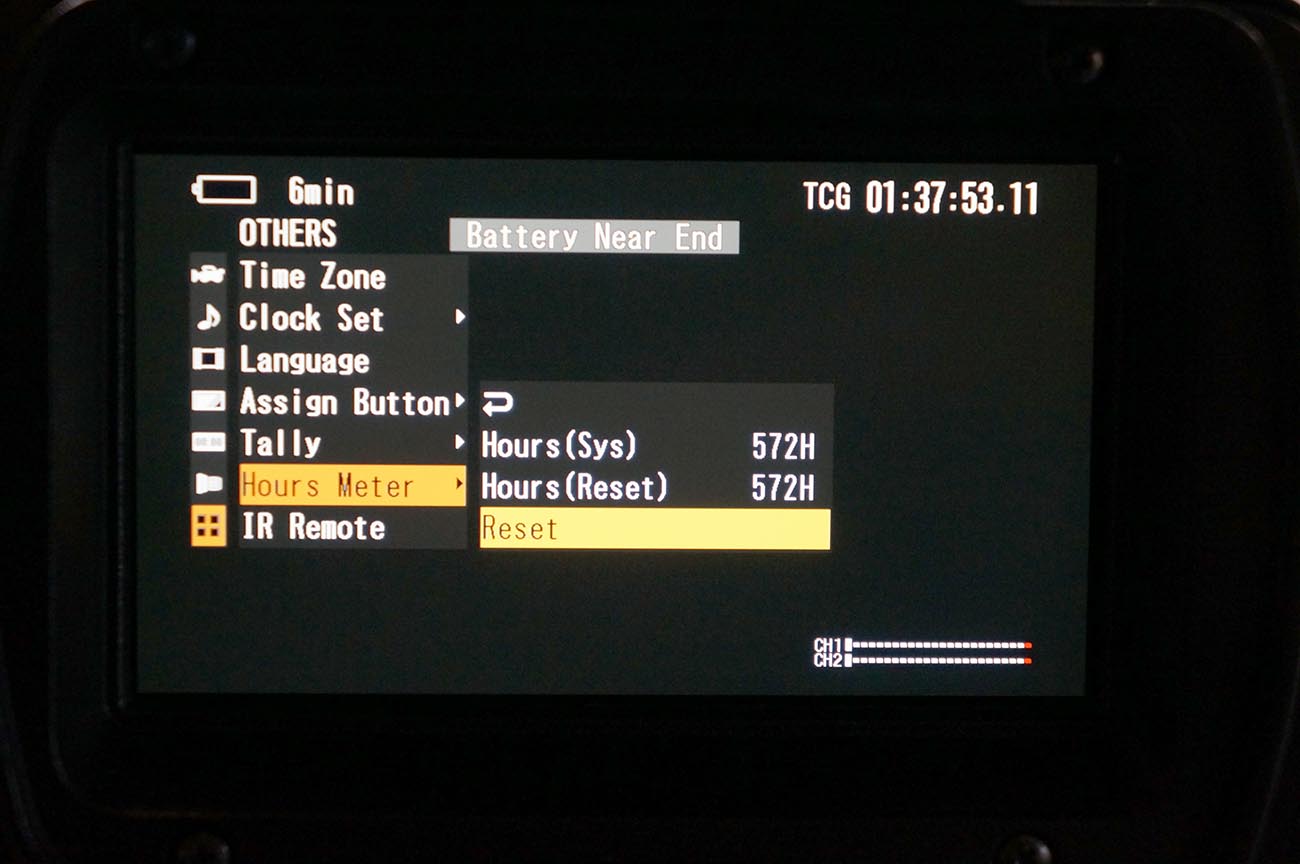 6min
TCG 01:37:53.11
OTHERS
Battery Near End
Time Zone
Clock Set
Language
Assign Button
Tally
Hours(Sys) 572H
Hours Meter
Hours(Reset) 572H
IR Remote
Reset
CH1
CH2